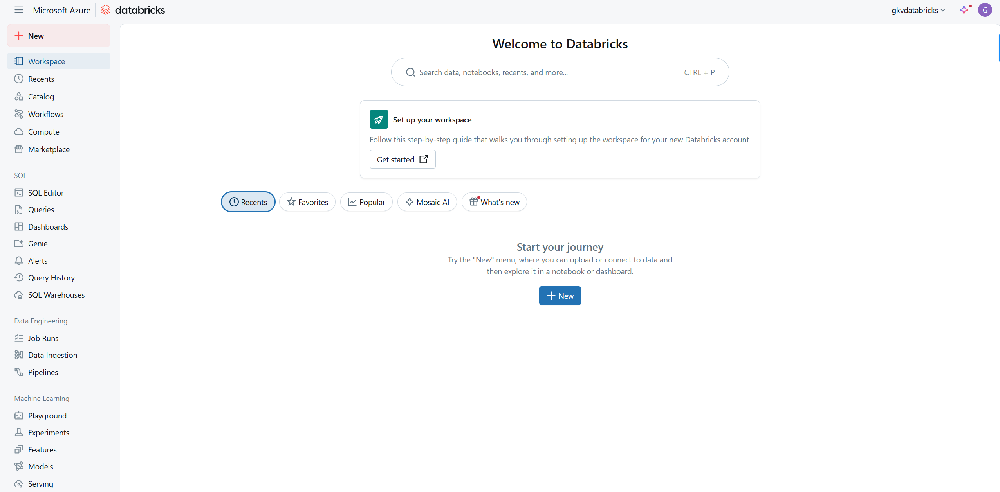 Microsoft Azure
databricks
gkvdatabricks
G
New
Workspace
Recents
Catalog
Workflows
Compute
Marketplace
SQL
SQL Editor
Queries
Dashboards
Genie
Alerts
Query History
SQL Warehouses
Data Engineering
Job Runs
Data Ingestion
Pipelines
Machine Learning
Playground
Experiments
Features
Models
Serving
Welcome to Databricks
Search data, notebooks, recents, and more... CTRL + P
Set up your workspace
Follow this step-by-step guide that walks you through setting up the workspace for your new Databricks account.
Get started
Recents
Favorites
Popular
Mosaic AI
What's new
Start your journey
Try the "New" menu, where you can upload or connect to data and
then explore it in a notebook or dashboard.
New